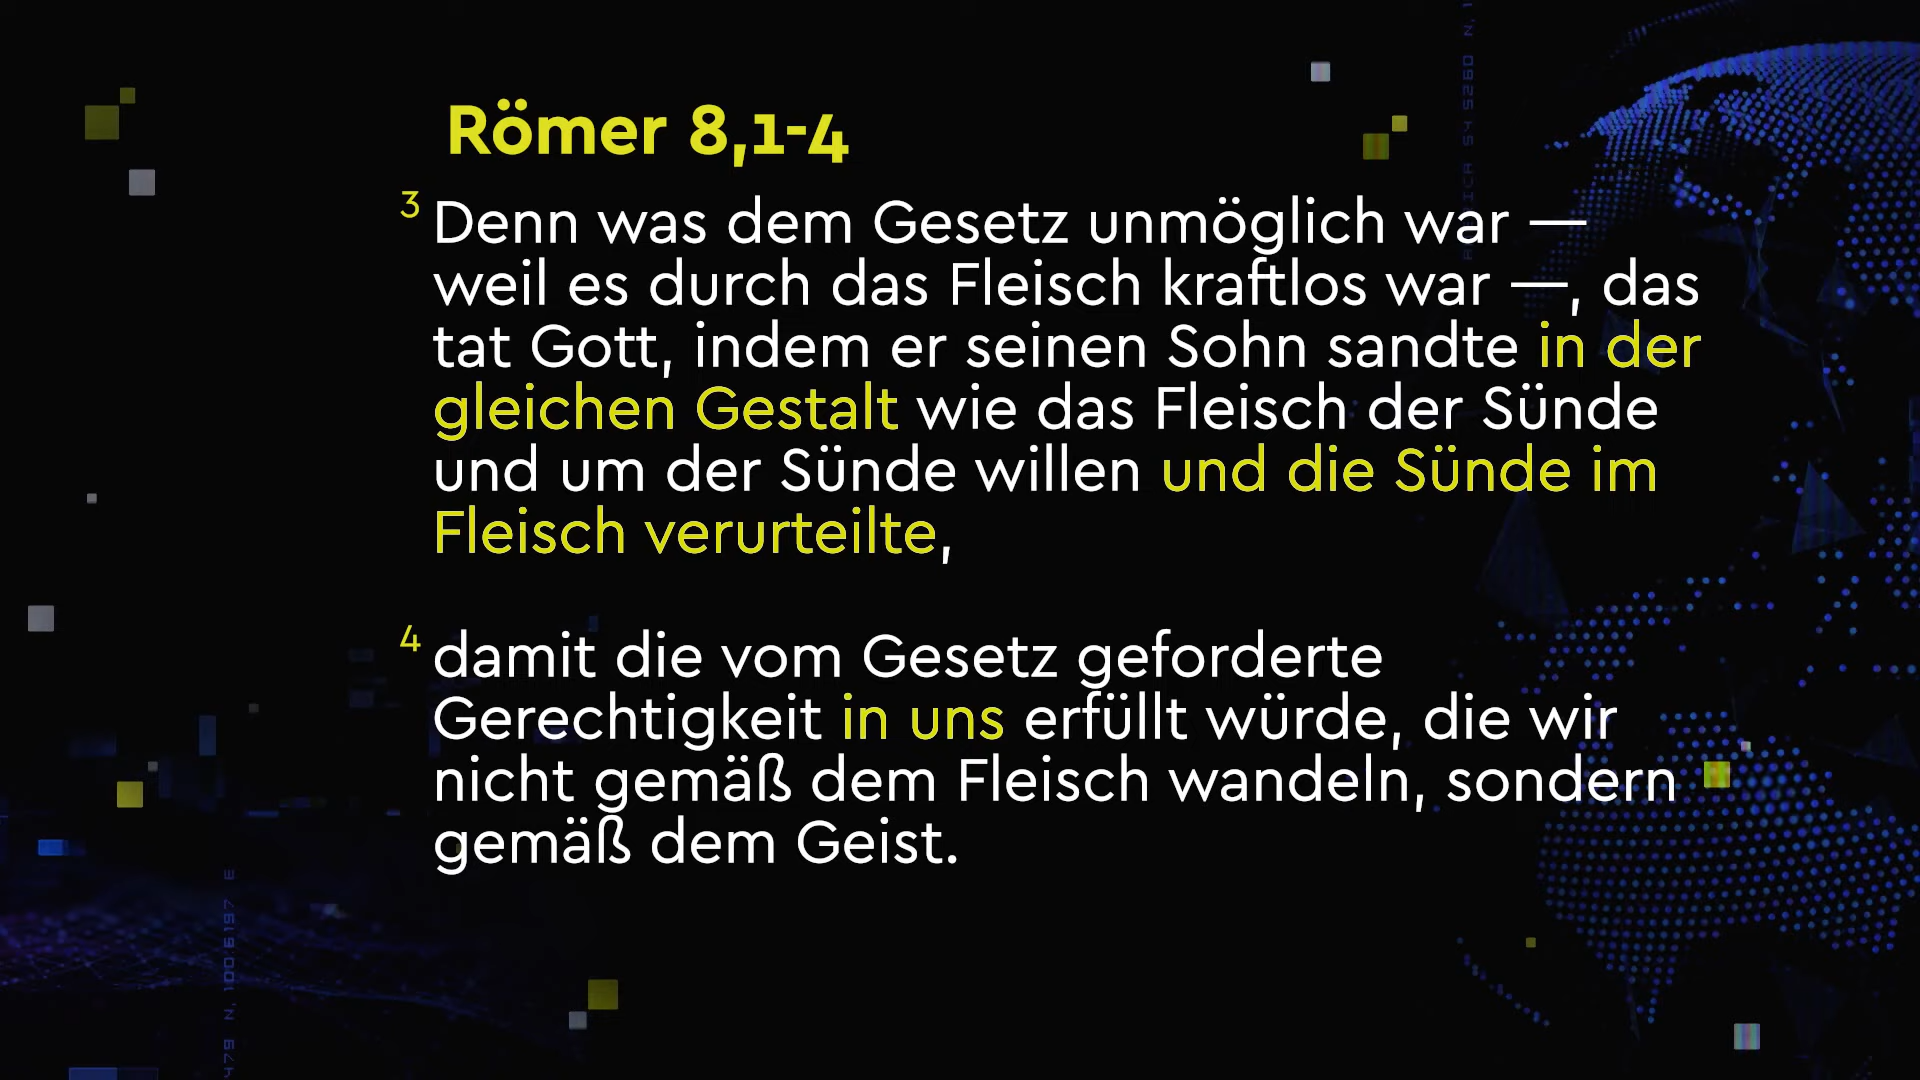 Römer 8,1-4
3 Denn was dem Gesetz unmöglich war —
weil es durch das Fleisch kraftlos war —, das
tat Gott, indem er seinen Sohn sandte in der
gleichen Gestalt wie das Fleisch der Sünde
und um der Sünde willen und die Sünde im
Fleisch verurteilte,
4 damit die vom Gesetz geforderte
Gerechtigkeit in uns erfüllt würde, die wir
nicht gemäß dem Fleisch wandeln, sondern
gemäß dem Geist.